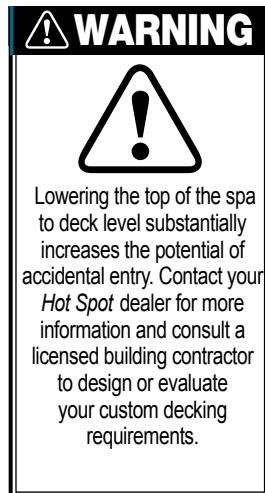 WARNING
Lowering the top of the spa
to deck level substantially
increases the potential of
accidental entry. Contact your
Hot Spot dealer for more
information and consult a
licensed building contractor
to design or evaluate
your custom decking
requirements.